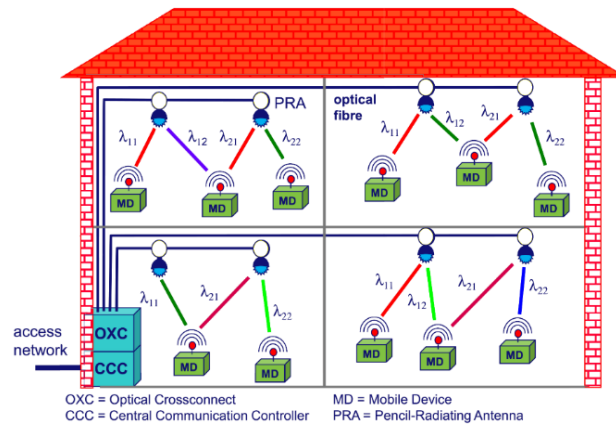 PRA
optical
fibre
λ11 λ12 λ21 λ22
λ11 λ12 λ21 λ22
MD MD MD
MD MD MD
λ11 λ21 λ22
λ11 λ12 λ21 λ22
MD MD
MD MD MD
access
network
OXC
CCC
OXC = Optical Crossconnect
MD = Mobile Device
CCC = Central Communication Controller
PRA = Pencil-Radiating Antenna